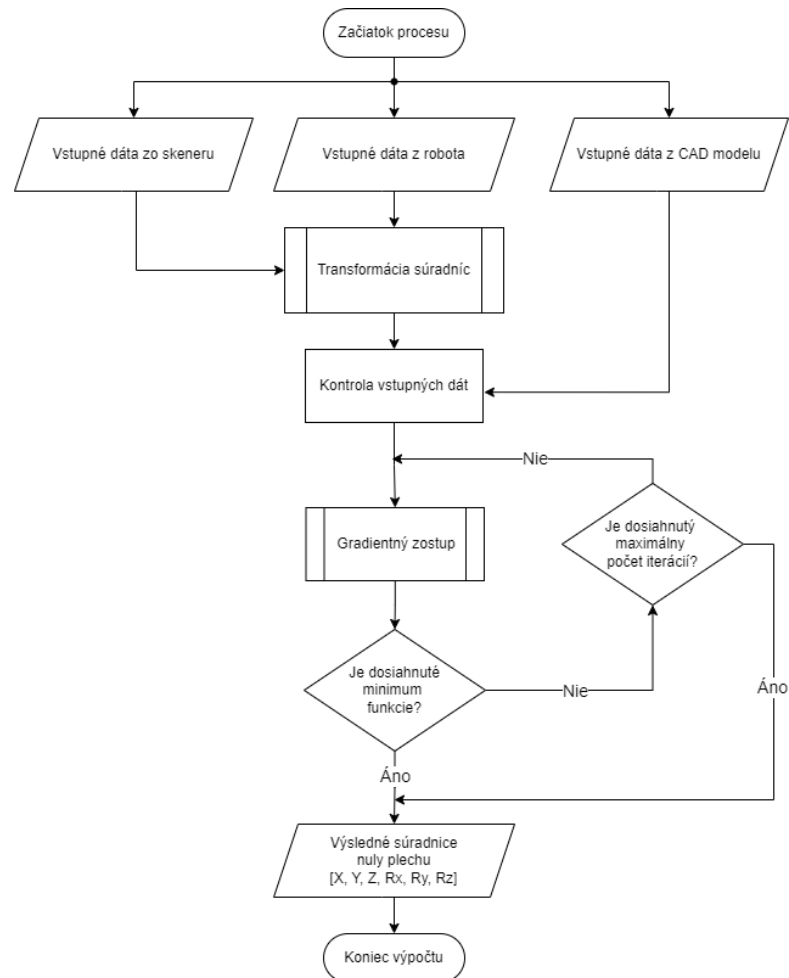 Začiatok procesu
Vstupné dáta zo skeneru
Vstupné dáta z robota
Vstupné dáta z CAD modelu
Transformácia súradníc
Kontrola vstupných dát
Nie
Je dosiahnutý
maximálny
počet iterácií?
Gradientný zostup
Je dosiahnuté
minimum
funkcie?
Nie
Áno
Áno
Výsledné súradnice
nuly plechu
[X, Y, Z, Rx, Ry, Rz]
Koniec výpočtu